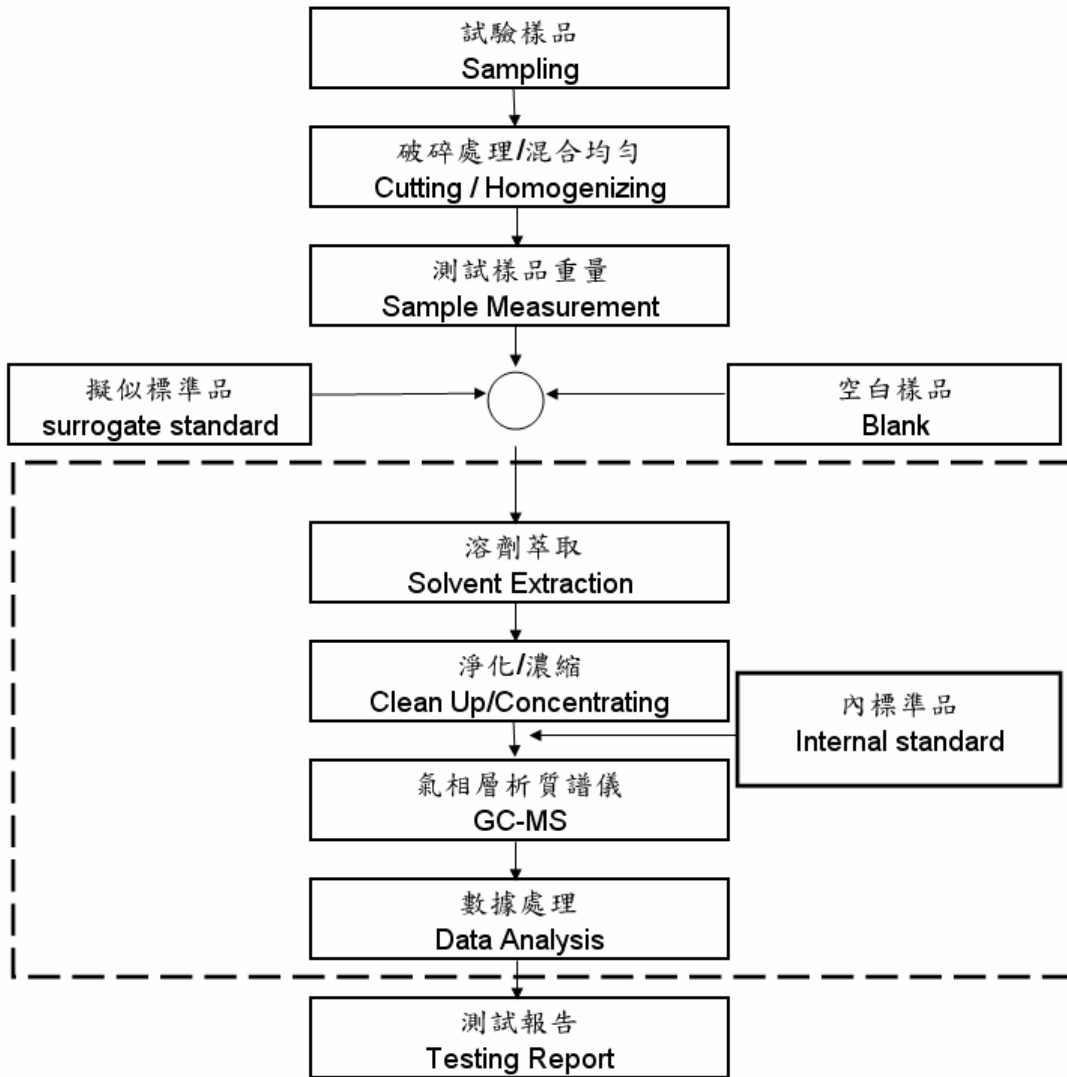 試驗樣品
Sampling
破碎處理/混合均勻
Cutting / Homogenizing
測試樣品重量
Sample Measurement
擬似標準品
surrogate standard
空白樣品
Blank
溶劑萃取
Solvent Extraction
淨化/濃縮
Clean Up/Concentrating
內標準品
Internal standard
氣相層析質譜儀
GC-MS
數據處理
Data Analysis
測試報告
Testing Report